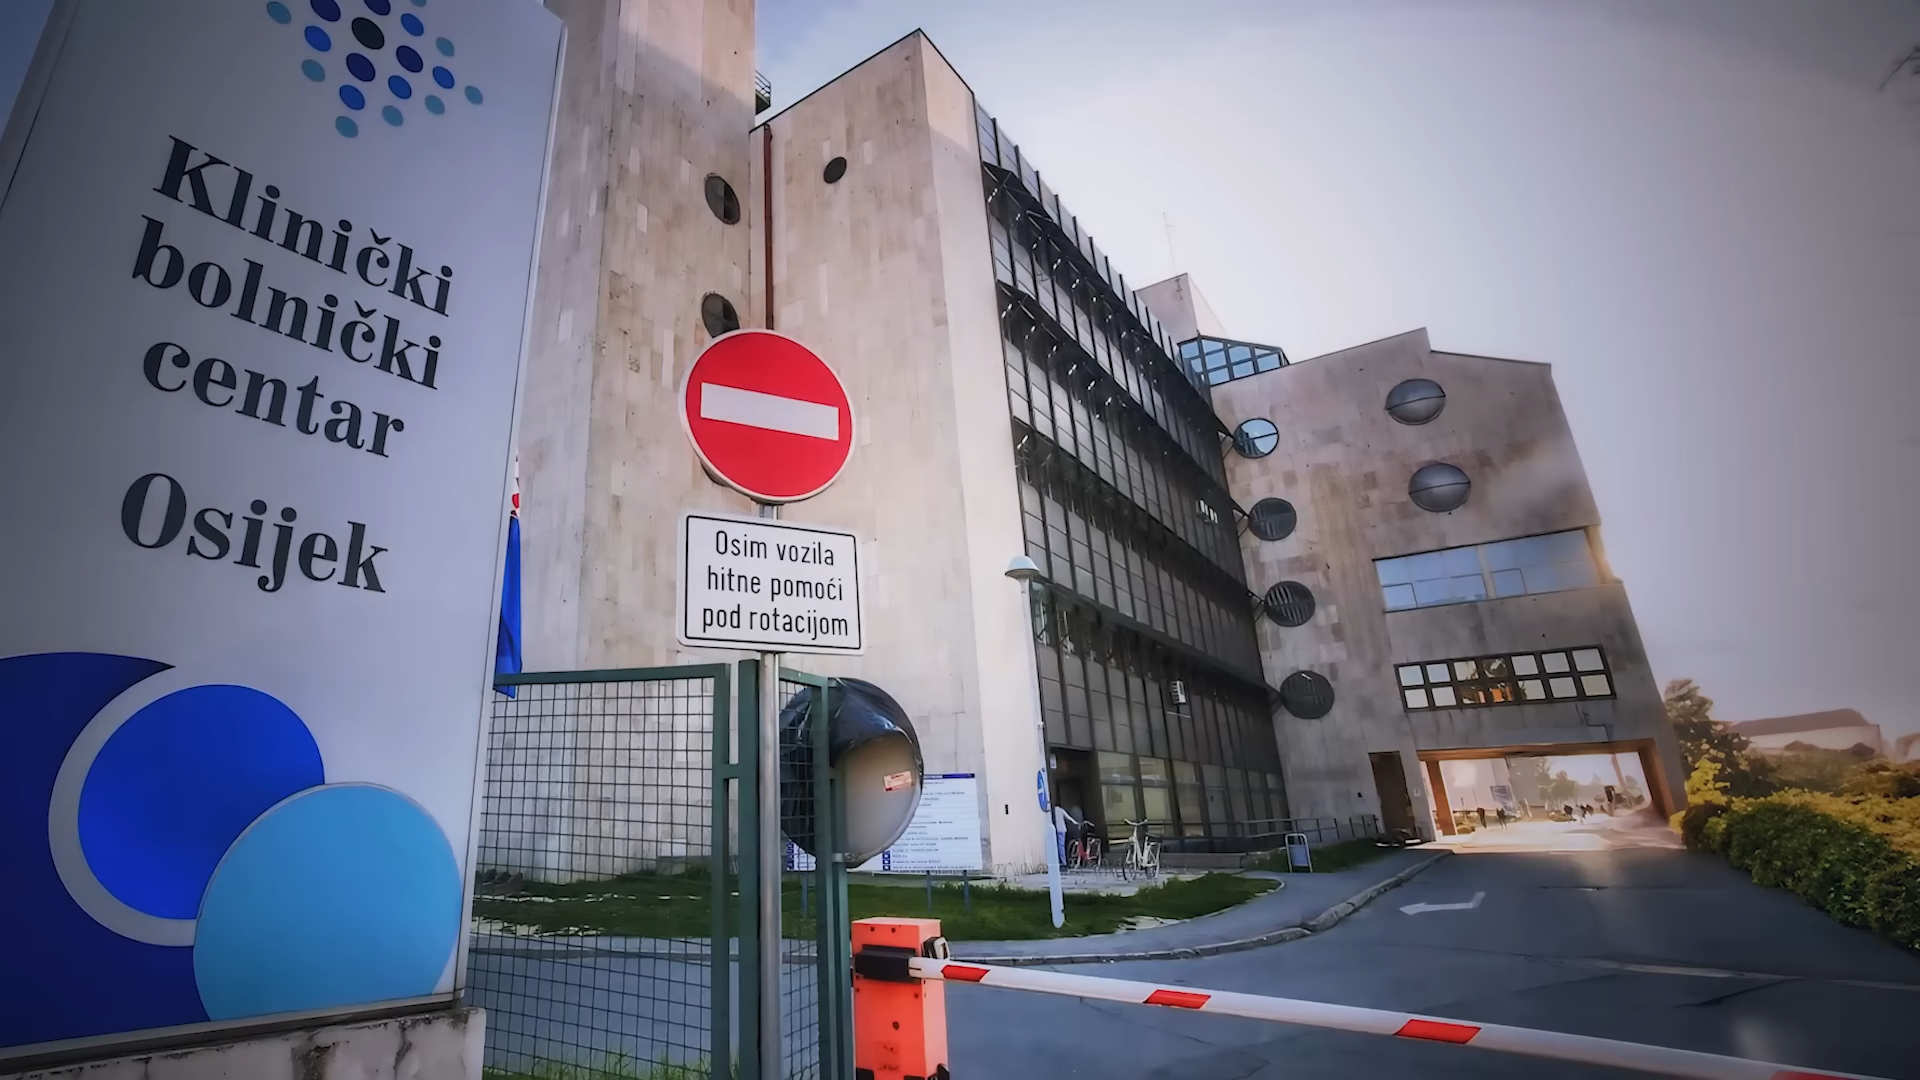 Klinički
bolnički
centar
Osijek
Osim vozila
hitne pomoći
pod rotacijom